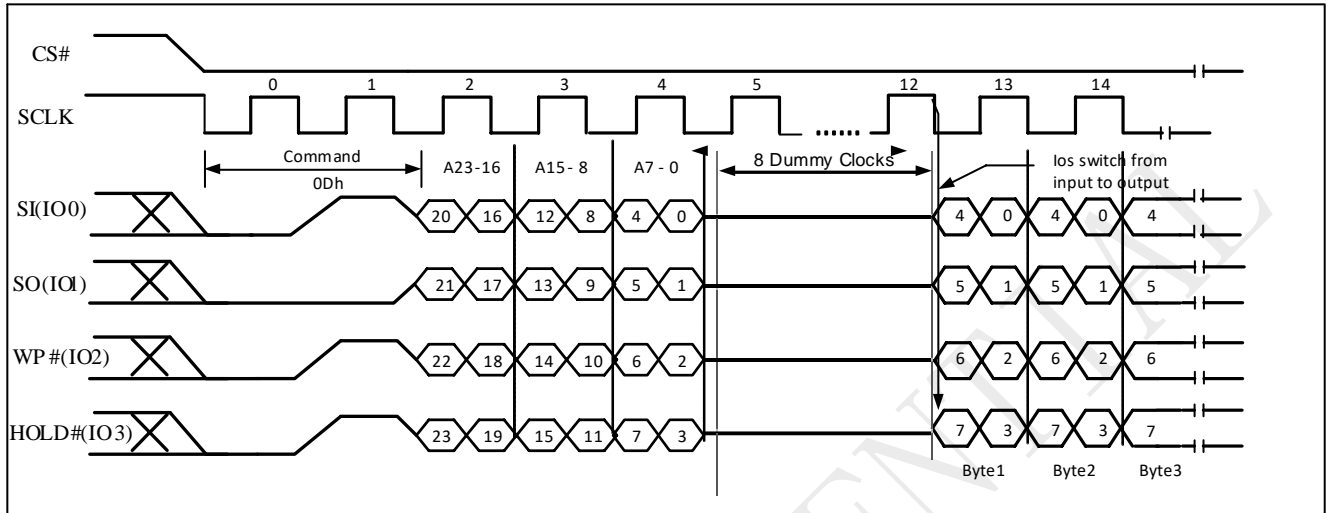 CS#
0 1 2 3 4 5 12 13 14
SCLK
......
Command
0Dh
A23-16 A15- 8 A7 - 0
8 Dummy Clocks
Ios switch from
input to output
SI(IO0) 20 16 12 8 4 0 4 0 4 0 4
SO(IO1) 21 17 13 9 5 1 5 1 5 1 5
WP#(IO2) 22 18 14 10 6 2 6 2 6 2 6
HOLD#(IO3) 23 19 15 11 7 3 7 3 7 3 7
Byte1 Byte2 Byte3
ENTIAL